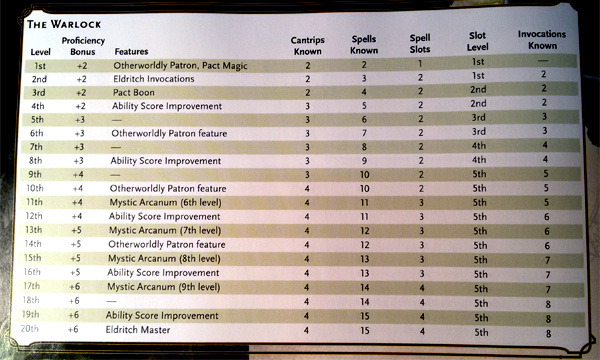 THE WARLOCK
Proficiency Cantrips Spells Spell Slot Invocations
Level Bonus Features Known Known Slots Level Known
1st +2 Otherworldly Patron, Pact Magic 2 2 1 1st —
2nd +2 Eldritch Invocations 2 3 2 1st 2
3rd +2 Pact Boon 2 4 2 2nd 2
4th +2 Ability Score Improvement 3 5 2 2nd 2
5th +3 — 3 6 2 3rd 3
6th +3 Otherworldly Patron feature 3 7 2 3rd 3
7th +3 — 3 8 2 4th 4
8th +3 Ability Score Improvement 3 9 2 4th 4
9th +4 — 3 10 2 5th 5
10th +4 Otherworldly Patron feature 4 10 2 5th 5
11th +4 Mystic Arcanum (6th level) 4 11 3 5th 5
12th +4 Ability Score Improvement 4 11 3 5th 6
13th +5 Mystic Arcanum (7th level) 4 12 3 5th 6
14th +5 Otherworldly Patron feature 4 12 3 5th 6
15th +5 Mystic Arcanum (8th level) 4 13 3 5th 7
16th +5 Ability Score Improvement 4 13 3 5th 7
17th +6 Mystic Arcanum (9th level) 4 14 4 5th 7
18th +6 — 4 14 4 5th 8
19th +6 Ability Score Improvement 4 15 4 5th 8
20th +6 Eldritch Master 4 15 4 5th 8